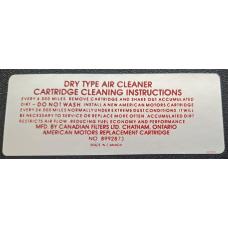 DRY TYPE AIR CLEANER
CARTRIDGE CLEANING INSTRUCTIONS
EVERY 6,000 MILES, REMOVE CARTRIDGE AND SHAKE OUT ACCUMULATED
DIRT - DO NOT WASH. INSTALL A NEW AMERICAN MOTORS CARTRIDGE
EVERY 24,000 MILES. UNDER EXTREME DUST CONDITIONS, IT WILL
BE NECESSARY TO SERVICE OR REPLACE MORE OFTEN. ACCUMULATED DIRT
RESTRICTS AIR FLOW, REDUCING FUEL ECONOMY AND PERFORMANCE
MFD. BY CANADIAN FILTERS LTD. CHATHAM, ONTARIO
AMERICAN MOTORS REPLACEMENT CARTRIDGE
NO 8992873
MADE IN CANADA